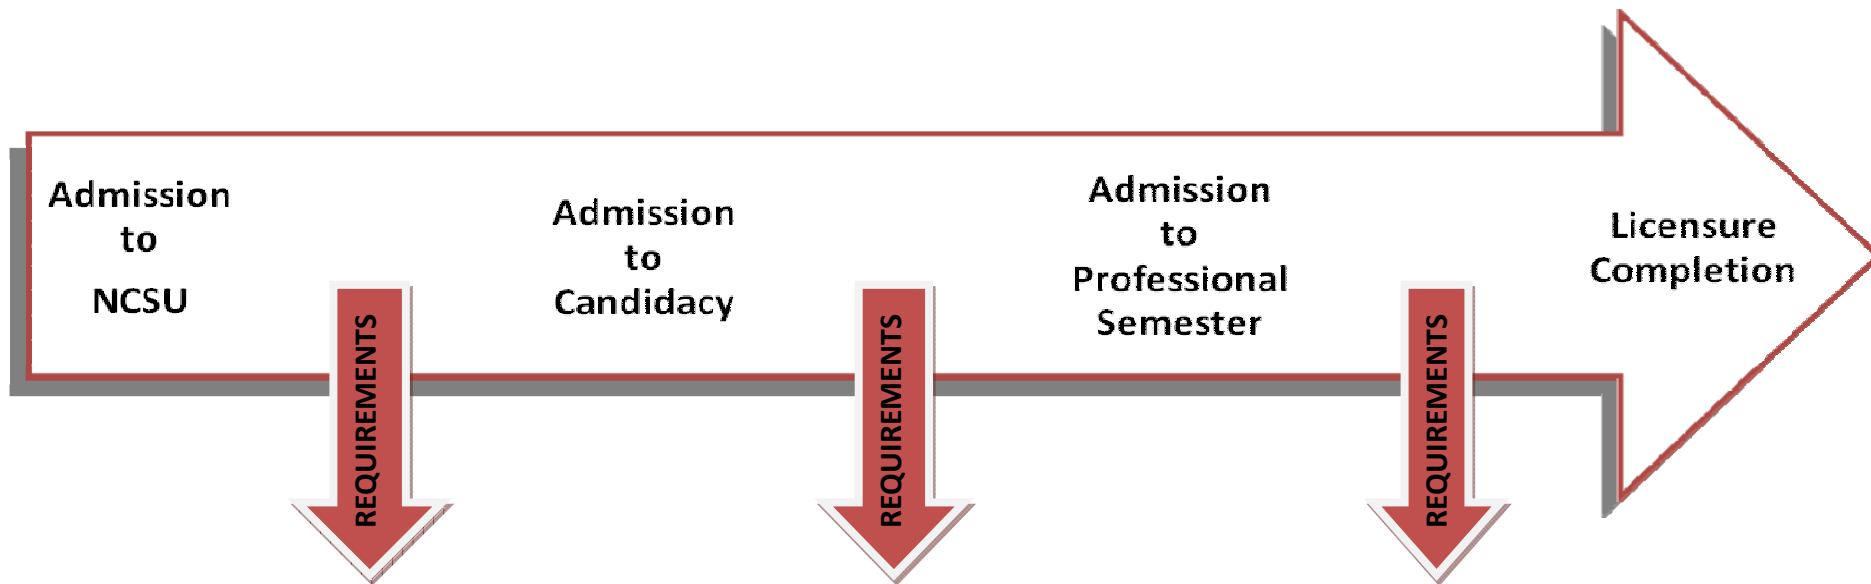 Admission
to
NCSU
REQUIREMENTS
Admission
to
Candidacy
REQUIREMENTS
Admission
to
Professional
Semester
REQUIREMENTS
Licensure
Completion